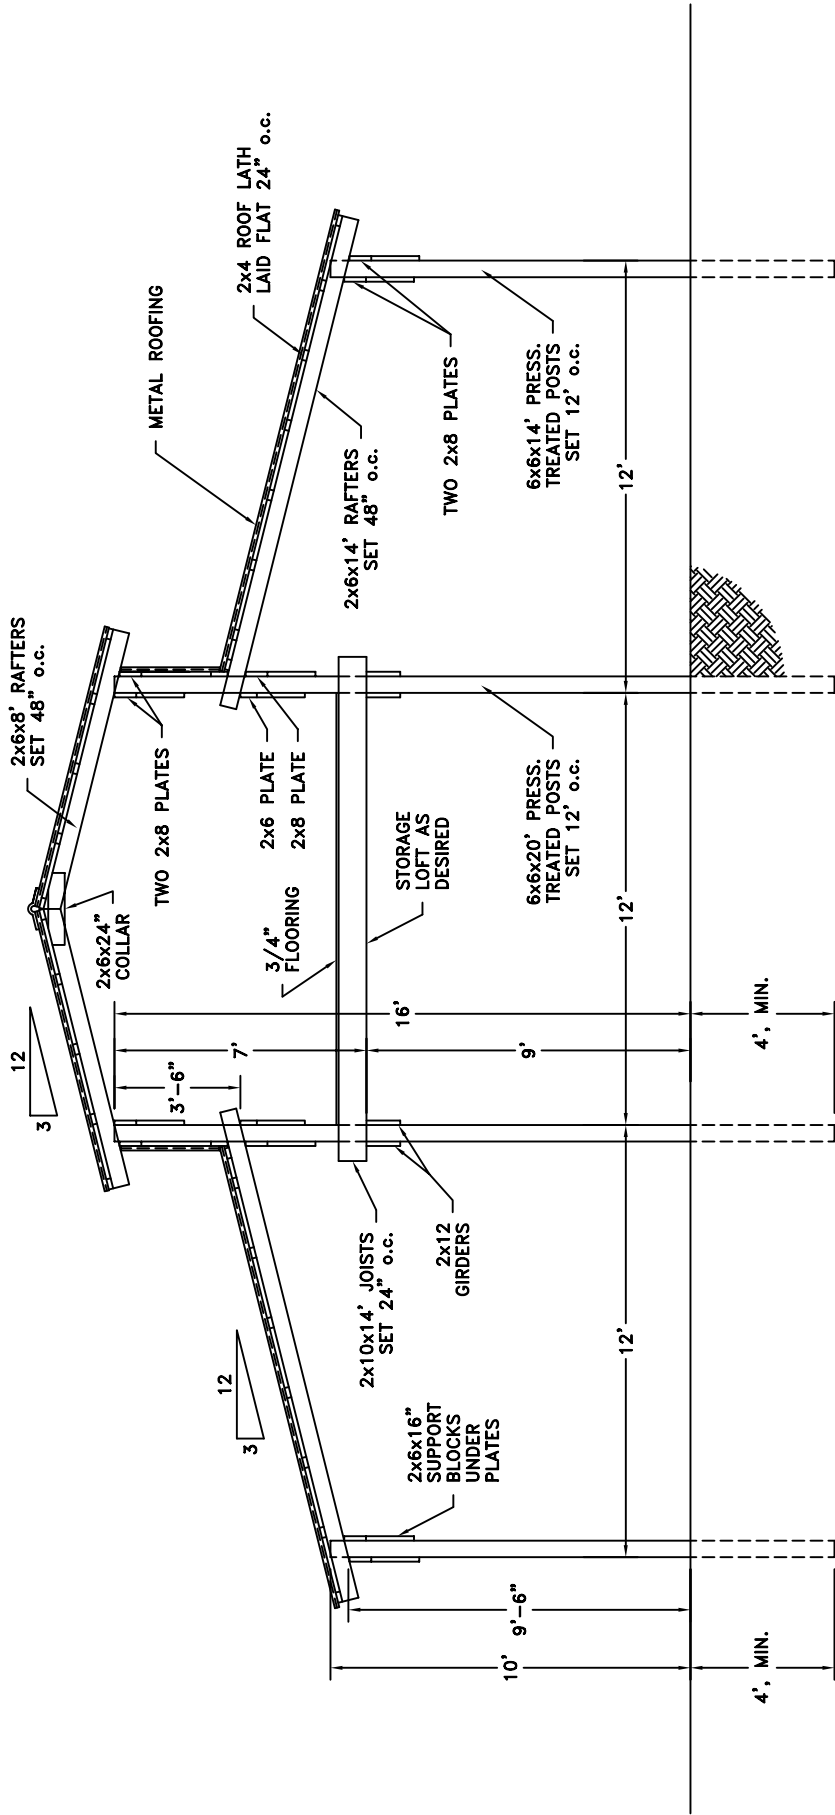 12
3
2x6x8' RAFTERS
SET 48" o.c.
METAL ROOFING
2x4 ROOF LATH
LAID FLAT 24" o.c.
2x6x24"
COLLAR
TWO 2x8 PLATES
12
3
3'-6"
7'
16'
2x6 PLATE
2x8 PLATE
3/4"
FLOORING
2x6x14' RAFTERS
SET 48" o.c.
STORAGE
LOFT AS
DESIRED
TWO 2x8 PLATES
2x10x14' JOISTS
SET 24" o.c.
2x12
GIRDERS
2x6x16"
SUPPORT
BLOCKS
UNDER
PLATES
9'
6x6x20' PRESS.
TREATED POSTS
SET 12' o.c.
6x6x14' PRESS.
TREATED POSTS
SET 12' o.c.
10'
9'-6"
12'
12'
12'
4', MIN.
4', MIN.